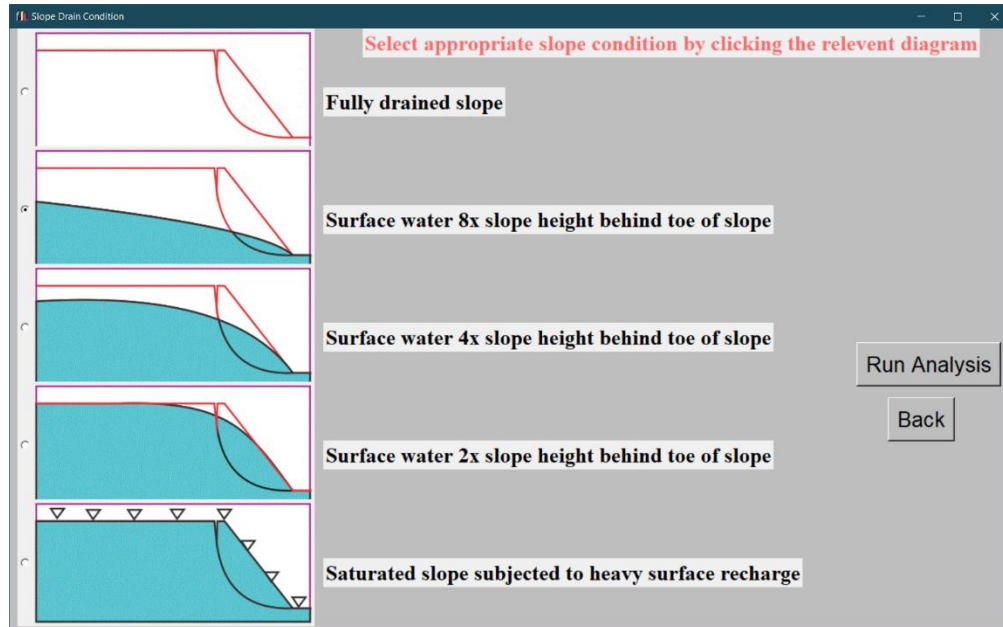 Slope Drain Condition
Select appropriate slope condition by clicking the relevent diagram
Fully drained slope
Surface water 8x slope height behind toe of slope
Surface water 4x slope height behind toe of slope
Run Analysis
Back
Surface water 2x slope height behind toe of slope
Saturated slope subjected to heavy surface recharge